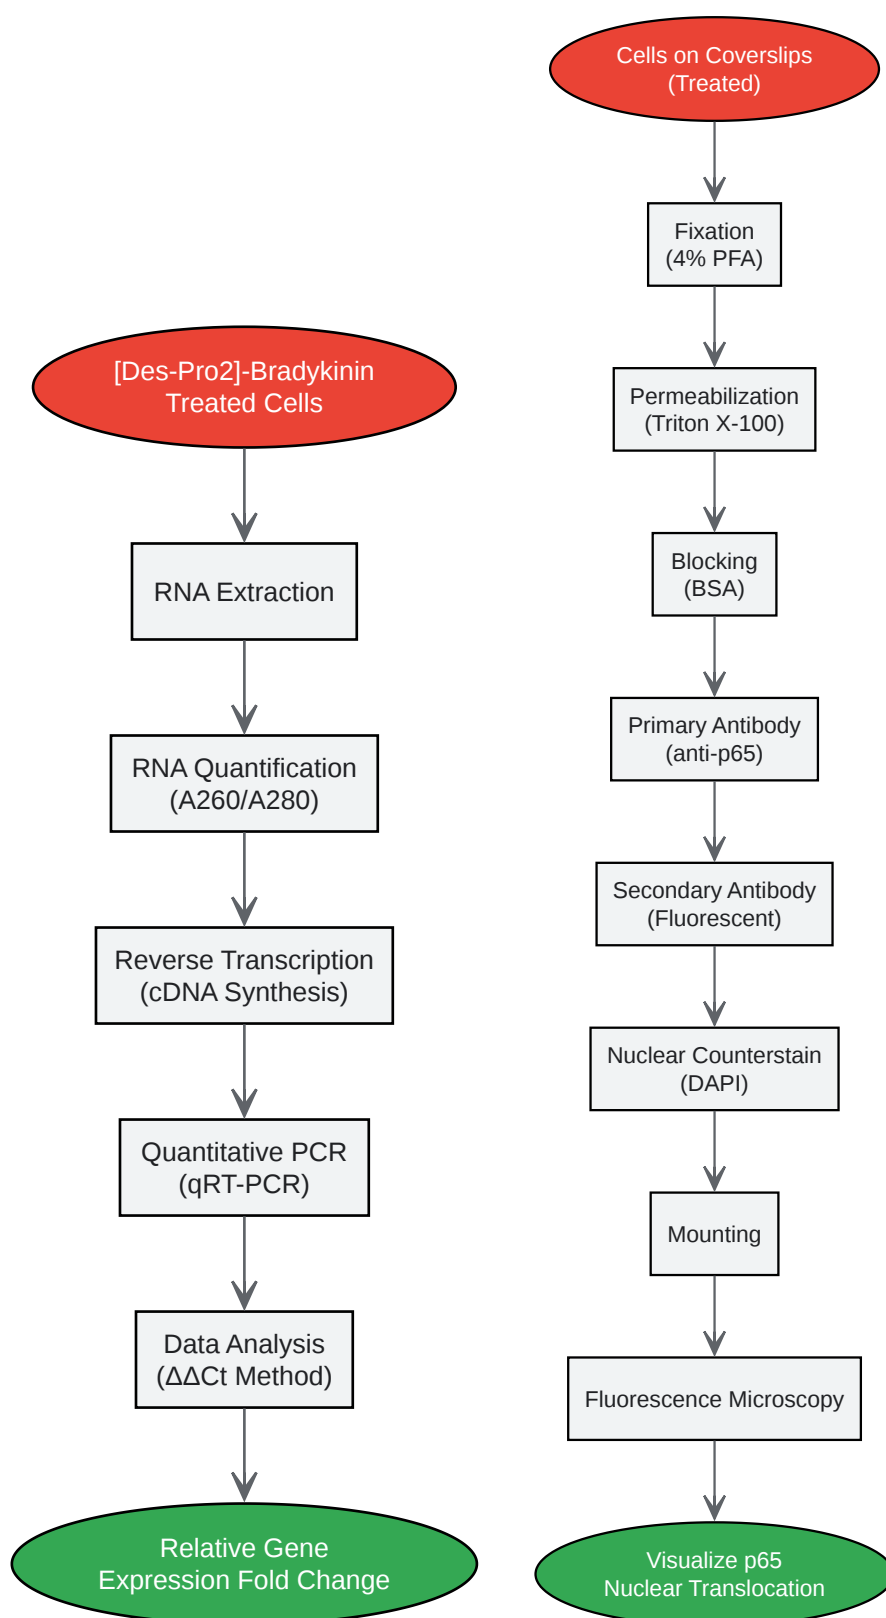 [Des-Pro2]-Bradykinin
Treated Cells
RNA Extraction
RNA Quantification
(A260/A280)
Reverse Transcription
(cDNA Synthesis)
Quantitative PCR
(qRT-PCR)
Data Analysis
(ΔΔCt Method)
Relative Gene
Expression Fold Change
Cells on Coverslips
(Treated)
Fixation
(4% PFA)
Permeabilization
(Triton X-100)
Blocking
(BSA)
Primary Antibody
(anti-p65)
Secondary Antibody
(Fluorescent)
Nuclear Counterstain
(DAPI)
Mounting
Fluorescence Microscopy
Visualize p65
Nuclear Translocation